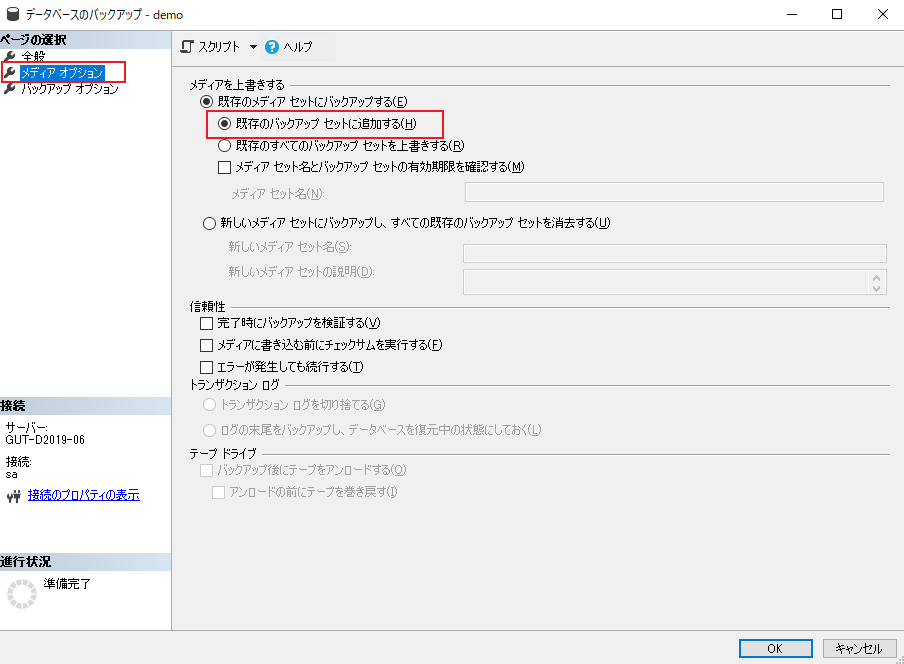 データベースのバックアップ - demo
ページの選択
全般
メディア オプション
バックアップ オプション
スクリプト
ヘルプ
メディアを上書きする
既存のメディア セットにバックアップする(E)
既存のバックアップ セットに追加する(H)
既存のすべてのバックアップ セットを上書きする(R)
メディア セット名とバックアップ セットの有効期限を確認する(M)
メディア セット名(N):
新しいメディア セットにバックアップし、すべての既存のバックアップ セットを消去する(U)
新しいメディア セット名(S):
新しいメディア セットの説明(D):
信頼性
完了時にバックアップを検証する(V)
メディアに書き込む前にチェックサムを実行する(F)
エラーが発生しても続行する(T)
トランザクション ログ
トランザクション ログを切り捨てる(G)
ログの末尾をバックアップし、データベースを復元中の状態にしておく(L)
テープ ドライブ
バックアップ後にテープをアンロードする(O)
アンロードの前にテープを巻き戻す(I)
接続
サーバー:
GUT-D2019-06
接続:
sa
接続のプロパティの表示
進行状況
準備完了
OK
キャンセル